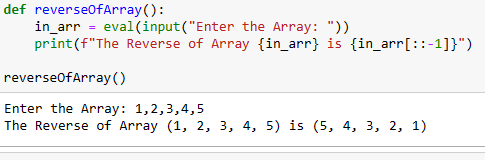 def reverseOfArray():
    in_arr = eval(input("Enter the Array: "))
    print(f"The Reverse of Array {in_arr} is {in_arr[::-1]}")
reverseOfArray()
Enter the Array: 1,2,3,4,5
The Reverse of Array (1, 2, 3, 4, 5) is (5, 4, 3, 2, 1)